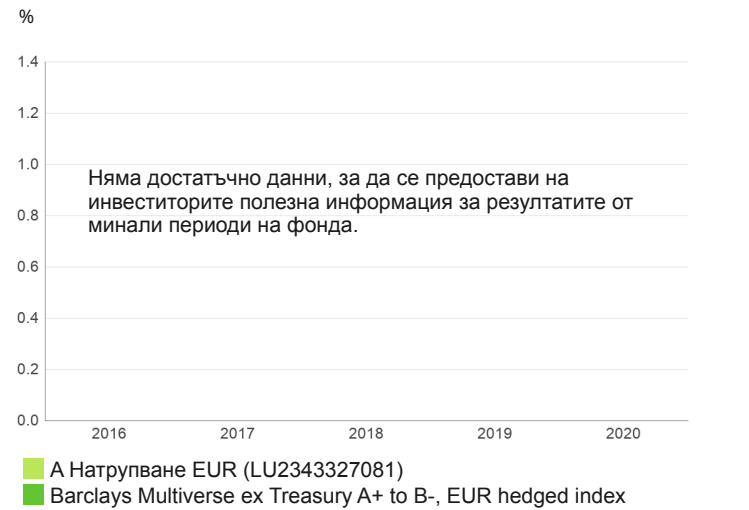 %
1.4
1.2
1.0
Няма достатъчно данни, за да се предостави на
инвеститорите полезна информация за резултатите от
0.8
минали периоди на фонда.
0.6
0.4
0.2
0.0
2016 2017 2018 2019 2020
А Натрупване EUR (LU2343327081)
Barclays Multiverse ex Treasury A+ to B-, EUR hedged index